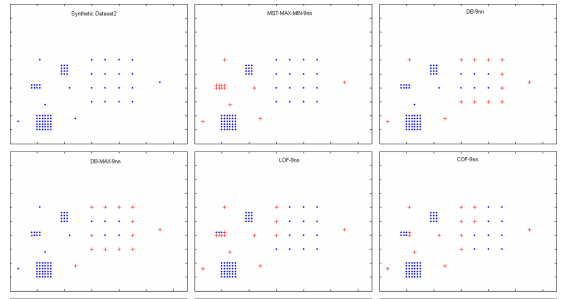 Synthetic Dataset2
MST-MAX-MIN-9nn
DB-9nn
DB-MAX-9nn
LOF-9nn
COF-9nn